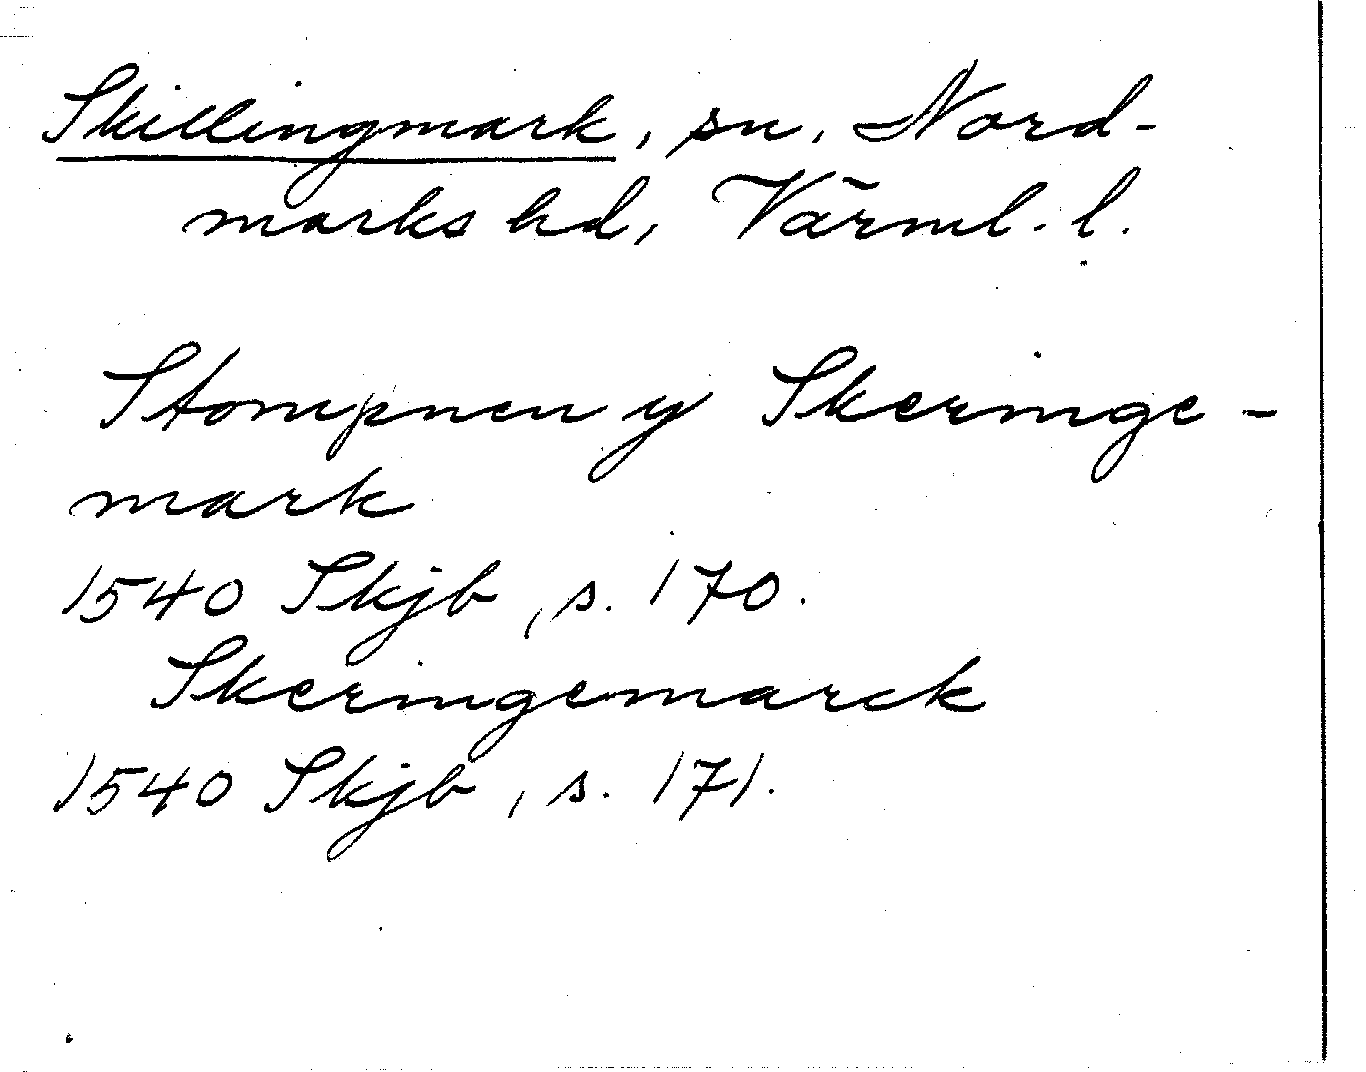 Skillingmark, sn, Nord-
marks hd, Värml. l.
Stompnen y Skeringe-
mark
1540 Skjb, s. 170.
Skeringemarck
1540 Skjb, s. 171.